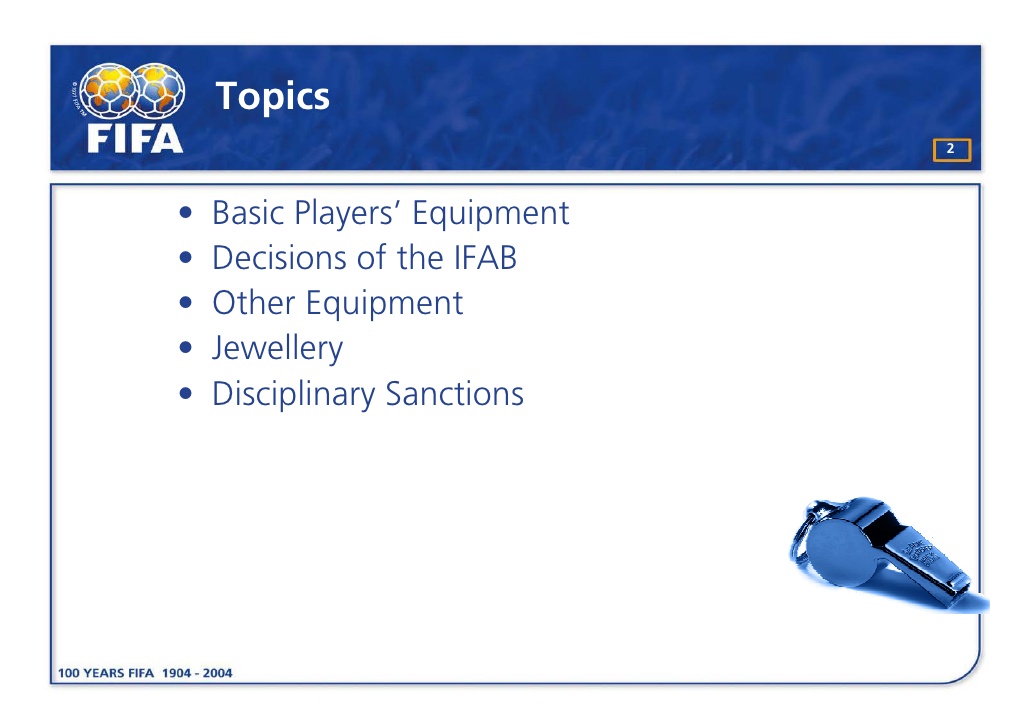 Topics
FIFA
2
• Basic Players’ Equipment
• Decisions of the IFAB
• Other Equipment
• Jewellery
• Disciplinary Sanctions
100 YEARS FIFA 1904 - 2004